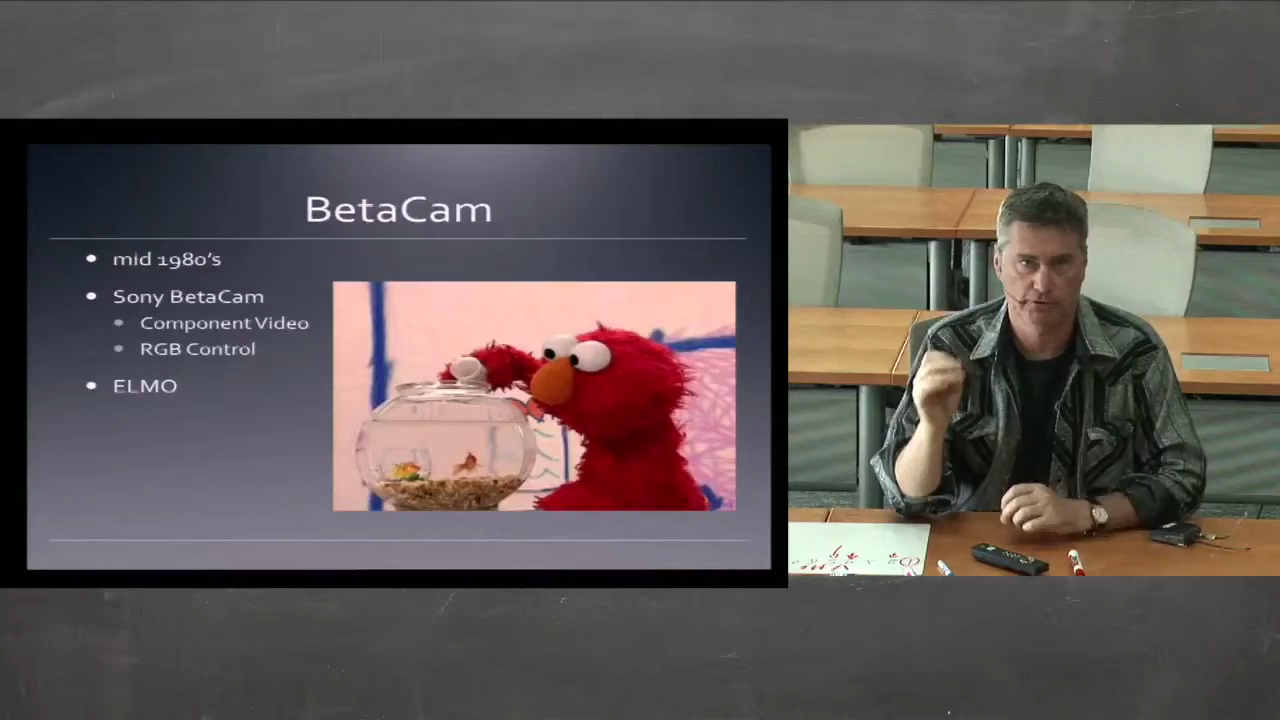 BetaCam
mid 1980's
Sony BetaCam
Component Video
RGB Control
ELMO